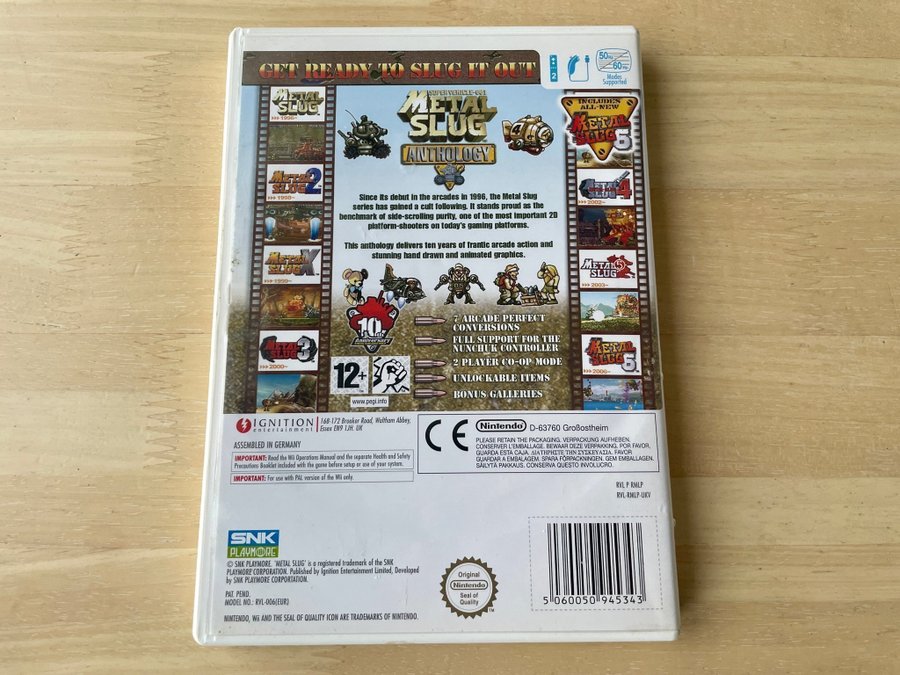 GET READY TO SLUG IT OUT
2
50Hz
60Hz
Modes
Supported
METAL
SLUG
>>> 1996~
METAL
SLUG 2
>>> 1998~
METAL
SLUG X
>>> 1999~
METAL
SLUG 3
>>> 2000~
SUPER VEHICLE-001
METAL
SLUG
ANTHOLOGY
Since its debut in the arcades in 1996, the Metal Slug
series has gained a cult following. It stands proud as the
benchmark of side-scrolling purity, one of the most important 2D
platform-shooters on today's gaming platforms.
This anthology delivers ten years of frantic arcade action and
stunning hand drawn and animated graphics.
10th
Anniversary
7 ARCADE PERFECT
CONVERSIONS
FULL SUPPORT FOR THE
NUNCHUK CONTROLLER
2 PLAYER CO-OP MODE
UNLOCKABLE ITEMS
BONUS GALLERIES
12+
www.pegi.info
INCLUDES
ALL-NEW
METAL
SLUG 6
METAL
SLUG 4
>>> 2002~
METAL
SLUG 5
>>> 2003~
METAL
SLUG 6
>>> 2006~
IGNITION
entertainment
168-172 Brooker Road, Waltham Abbey,
Essex EN9 1JH. UK
ASSEMBLED IN GERMANY
IMPORTANT: Read the Wii Operations Manual and the separate Health and Safety
Precautions Booklet included with the game before setup or use of your system.
IMPORTANT: For use with PAL version of the Wii only.
CE
Nintendo D-63760 Großostheim
PLEASE RETAIN THE PACKAGING. VERPACKUNG AUFHEBEN.
CONSERVER L'EMBALLAGE. BEWAAR DEZE VERPAKKING. POR FAVOR,
GUARDA ESTA CAJA. ΔΙΑΤΗΡΗΣΤΕ ΤΗΝ ΣΥΣΚΕΥΑΣΙΑ. FAVOR
GUARDAR A EMBALAGEM. SPARA FÖRPACKNINGEN. GEM EMBALLAGEN.
SÄILYTÄ PAKKAUS. CONSERVA QUESTO INVOLUCRO.
RVL P RMLP
RVL-RMLP-UKV
SNK
PLAYMORE
© SNK PLAYMORE. 'METAL SLUG' is a registered trademark of the SNK
PLAYMORE CORPORATION. Published by Ignition Entertainment Limited, Developed
by SNK PLAYMORE CORPORTATION.
PAT. PEND.
MODEL NO.: RVL-006(EUR)
NINTENDO, Wii AND THE SEAL OF QUALITY ICON ARE TRADEMARKS OF NINTENDO.
Original
Nintendo
Seal of
Quality
TM
5 060050 945343